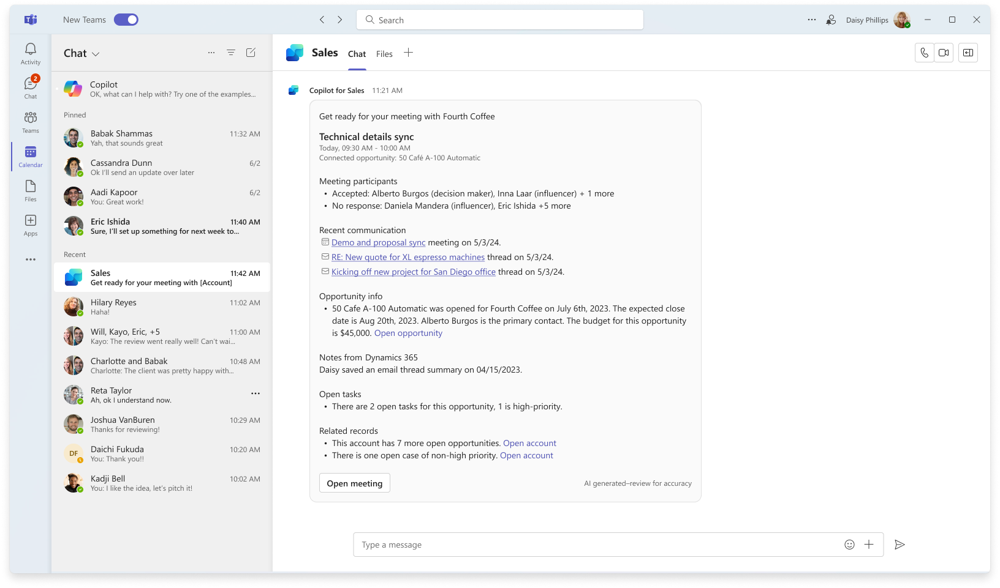 New Teams
Search
Daisy Phillips
Activity
2
Chat
Teams
Calendar
Files
Apps
Chat
Copilot
OK, what can I help with? Try one of the examples...
Pinned
Babak Shammas 11:32 AM
Yah, that sounds great
Cassandra Dunn 6/2
Ok I'll send an update over later
Aadi Kapoor 6/2
You: Great work!
Eric Ishida 11:40 AM
Sure, I'll set up something for next week to...
Recent
Sales 11:42 AM
Get ready for your meeting with [Account]
Hilary Reyes 11:02 AM
Haha!
Will, Kayo, Eric, +5 11:00 AM
Kayo: The review went really well! Can't wai...
Charlotte and Babak 10:48 AM
Charlotte: The client was pretty happy with...
Reta Taylor
Ah, ok I understand now.
Joshua VanBuren 10:29 AM
Thanks for reviewing!
DF
Daichi Fukuda 10:20 AM
You: Thank you!!
Kadji Bell 10:02 AM
You: I like the idea, let's pitch it!
Sales Chat Files
Copilot for Sales 11:21 AM
Get ready for your meeting with Fourth Coffee
Technical details sync
Today, 09:30 AM - 10:00 AM
Connected opportunity: 50 Café A-100 Automatic
Meeting participants
• Accepted: Alberto Burgos (decision maker), Inna Laar (influencer) + 1 more
• No response: Daniela Mandera (influencer), Eric Ishida +5 more
Recent communication
Demo and proposal sync meeting on 5/3/24.
RE: New quote for XL espresso machines thread on 5/3/24.
Kicking off new project for San Diego office thread on 5/3/24.
Opportunity info
• 50 Cafe A-100 Automatic was opened for Fourth Coffee on July 6th, 2023. The expected close
date is Aug 20th, 2023. Alberto Burgos is the primary contact. The budget for this opportunity
is $45,000. Open opportunity
Notes from Dynamics 365
Daisy saved an email thread summary on 04/15/2023.
Open tasks
• There are 2 open tasks for this opportunity, 1 is high-priority.
Related records
• This account has 7 more open opportunities. Open account
• There is one open case of non-high priority. Open account
Open meeting
AI generated–review for accuracy
Type a message